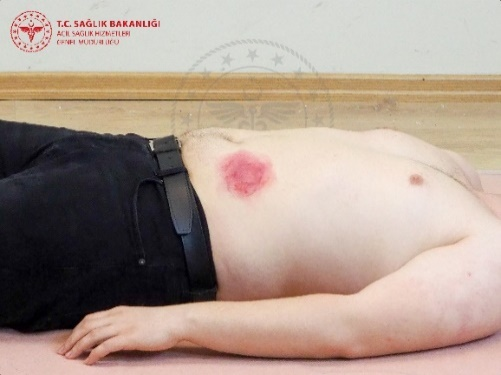 T.C. SAĞLIK BAKANLIĞI
ACİL SAĞLIK HİZMETLERİ
GENEL MÜDÜRLÜĞÜ